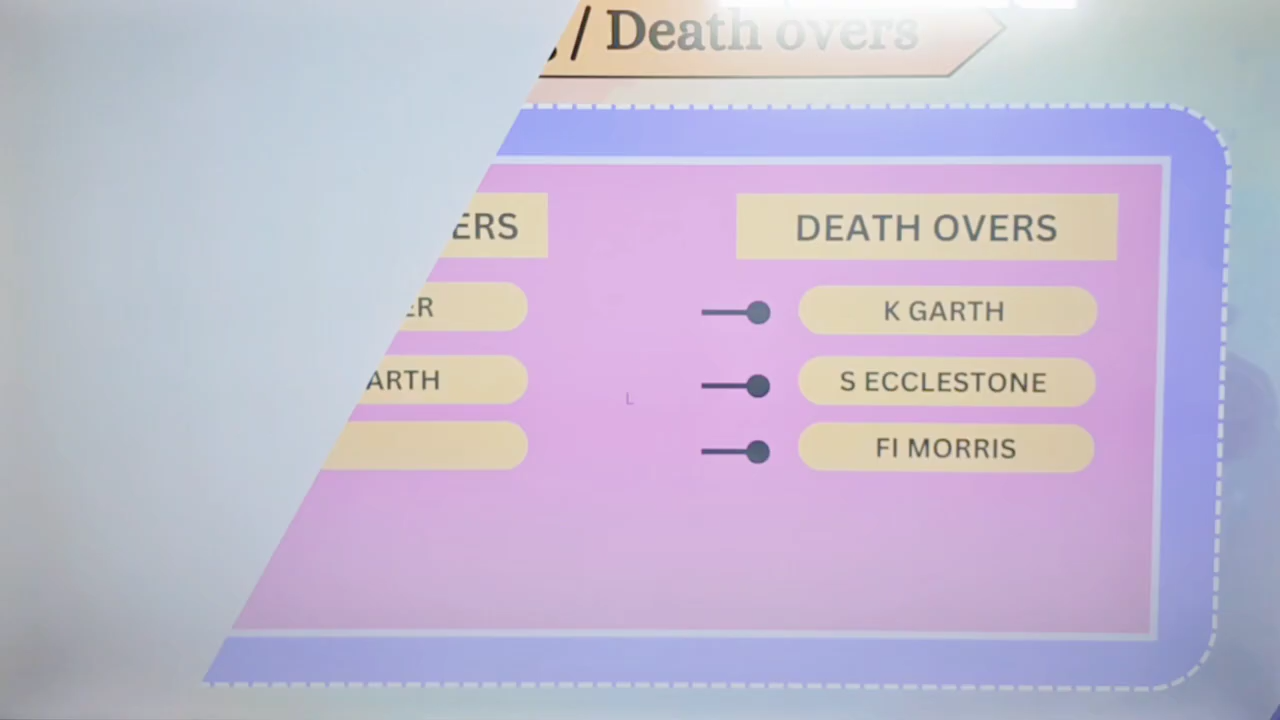 / Death overs
ERS
DEATH OVERS
ER
K GARTH
ARTH
S ECCLESTONE
FI MORRIS